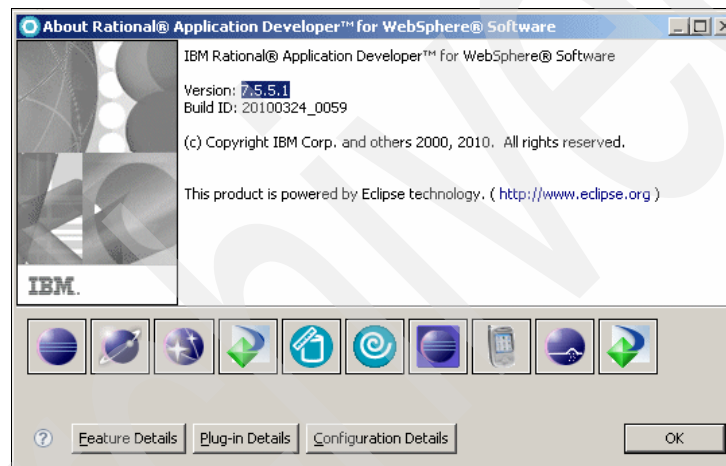 About Rational® Application Developer™ for WebSphere® Software
IBM Rational® Application Developer™ for WebSphere® Software
Version: 7.5.5.1
Build ID: 20100324_0059
(c) Copyright IBM Corp. and others 2000, 2010. All rights reserved.
This product is powered by Eclipse technology. ( http://www.eclipse.org )
IBM.
Feature Details
Plug-in Details
Configuration Details
OK